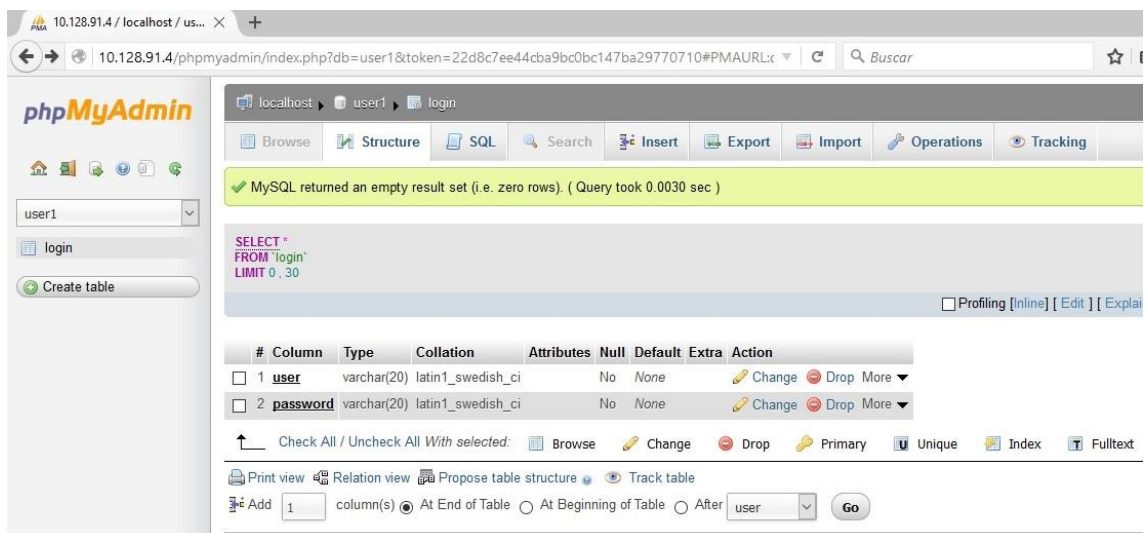 10.128.91.4 / localhost / us... × +
10.128.91.4/phpmyadmin/index.php?db=user1&token=22d8c7ee44cba9bc0bc147ba29770710#PMAURL:c Buscar
phpMyAdmin
user1
login
Create table
localhost user1 login
Browse Structure SQL Search Insert Export Import Operations Tracking
MySQL returned an empty result set (i.e. zero rows). ( Query took 0.0030 sec )
SELECT *
FROM `login`
LIMIT 0 , 30
Profiling [Inline] [ Edit ] [ Explai
# Column Type Collation Attributes Null Default Extra Action
1 user varchar(20) latin1_swedish_ci No None Change Drop More
2 password varchar(20) latin1_swedish_ci No None Change Drop More
Check All / Uncheck All With selected: Browse Change Drop Primary U Unique Index T Fulltext
Print view Relation view Propose table structure Track table
Add 1 column(s) At End of Table At Beginning of Table After user Go